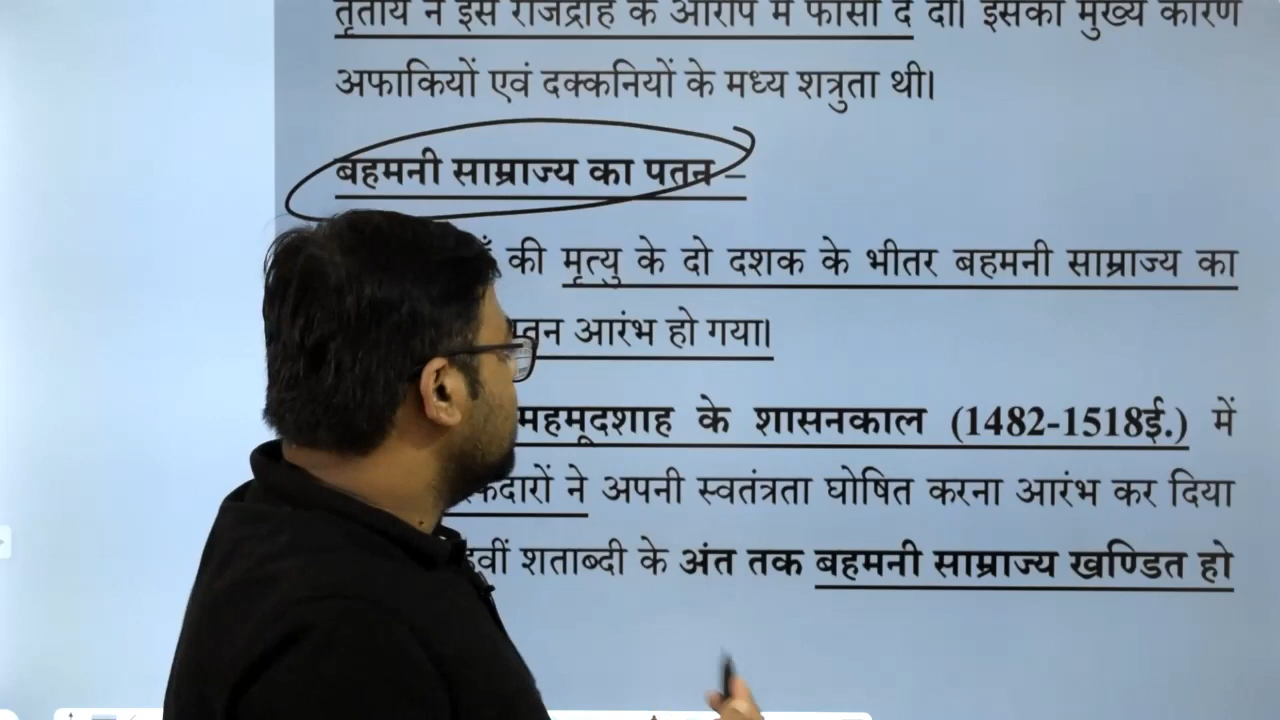 तृतीय ने इसे राजद्रोह के आरोप में फाँसी दे दी। इसका मुख्य कारण
अफाकियों एवं दक्कनियों के मध्य शत्रुता थी।
बहमनी साम्राज्य का पतन –
की मृत्यु के दो दशक के भीतर बहमनी साम्राज्य का
पतन आरंभ हो गया।
महमूदशाह के शासनकाल (1482-1518ई.) में
ने अपनी स्वतंत्रता घोषित करना आरंभ कर दिया
शताब्दी के अंत तक बहमनी साम्राज्य खण्डित हो